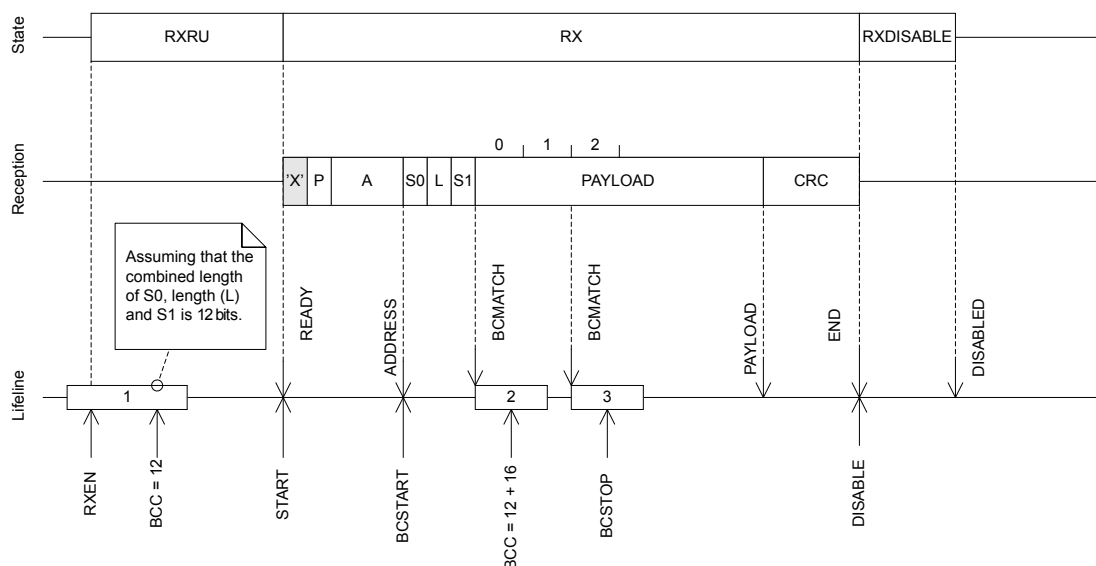 State
RXRU
RX
RXDISABLE
Reception
0 1 2
'X' P A S0 L S1 PAYLOAD CRC
Assuming that the
combined length
of S0, length (L)
and S1 is 12 bits.
READY
ADDRESS
BCMATCH
BCMATCH
PAYLOAD
END
DISABLED
Lifeline
1
2
3
RXEN
BCC = 12
START
BCSTART
BCC = 12 + 16
BCSTOP
DISABLE